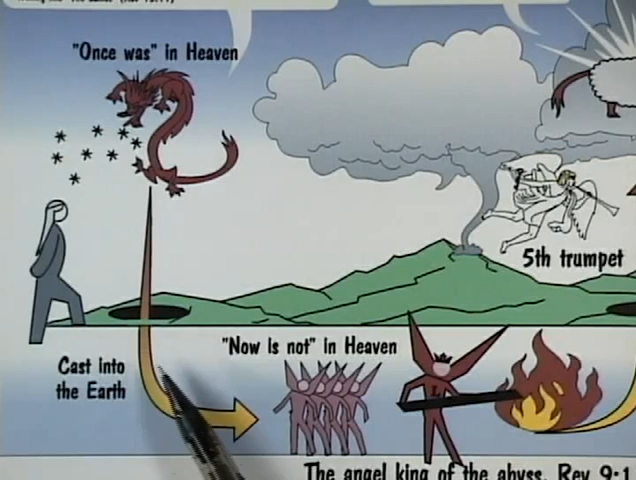 "Once was" in Heaven
5th trumpet
"Now is not" in Heaven
Cast into
the Earth
The angel king of the abyss. Rev 9:1